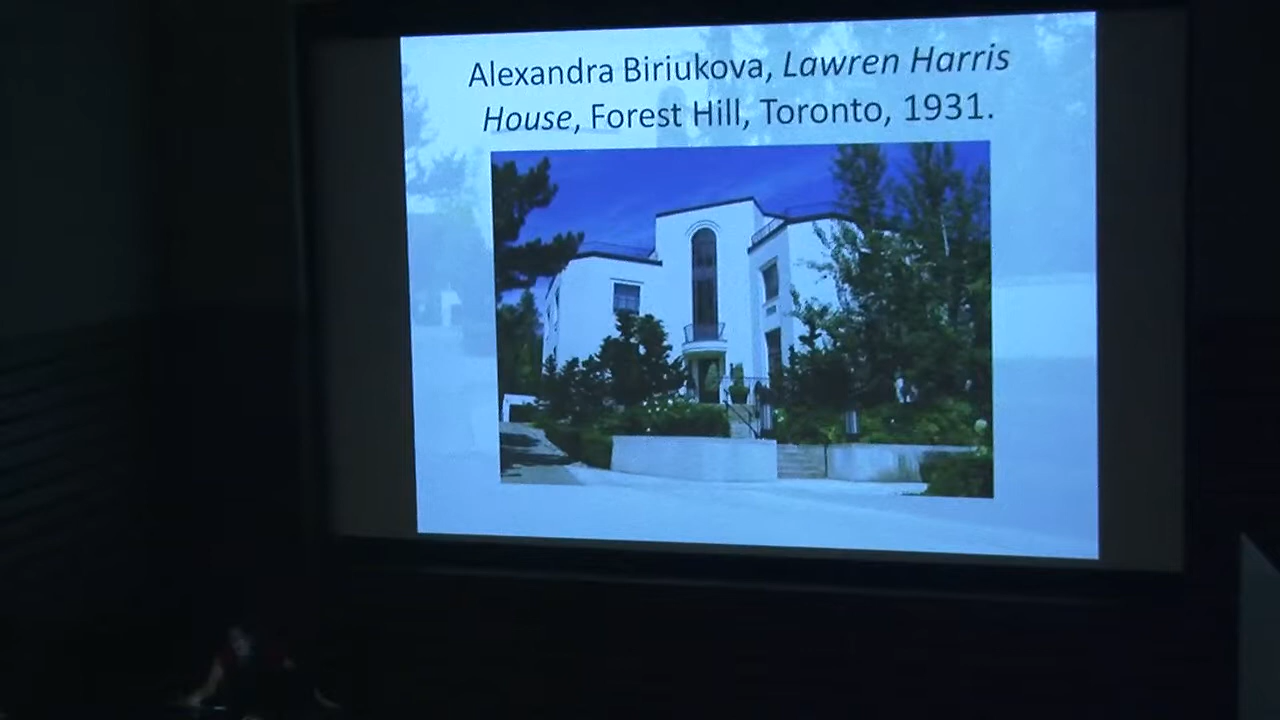 Alexandra Biriukova, Lawren Harris
House, Forest Hill, Toronto, 1931.